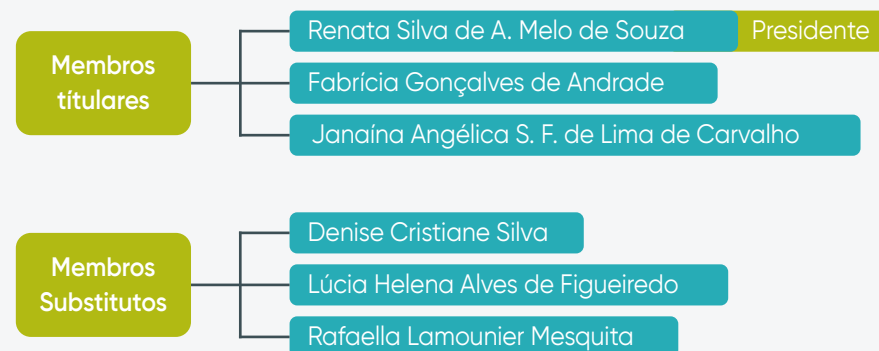 Membros
títulares
Renata Silva de A. Melo de Souza Presidente
Fabrícia Gonçalves de Andrade
Janaína Angélica S. F. de Lima de Carvalho
Membros
Substitutos
Denise Cristiane Silva
Lúcia Helena Alves de Figueiredo
Rafaella Lamounier Mesquita